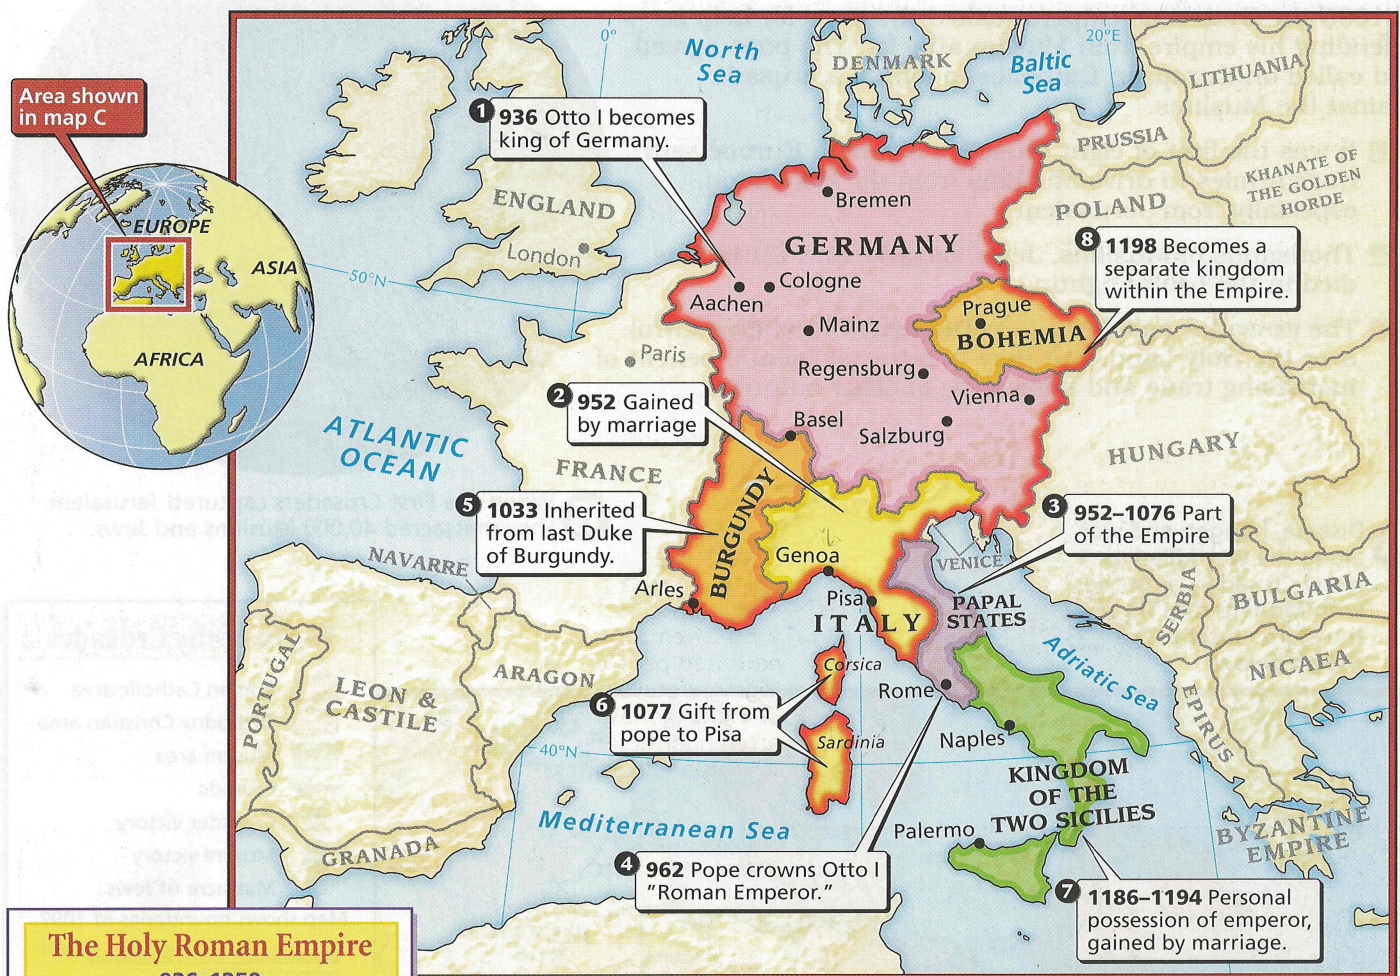 Area shown
in map C
EUROPE
ASIA
AFRICA
0°
20°E
50°N
40°N
North
Sea
Baltic
Sea
DENMARK
LITHUANIA
PRUSSIA
KHANATE OF
THE GOLDEN
HORDE
POLAND
ENGLAND
London
1 936 Otto I becomes
king of Germany.
Bremen
GERMANY
Aachen
Cologne
Mainz
Regensburg
Prague
BOHEMIA
8 1198 Becomes a
separate kingdom
within the Empire.
Paris
2 952 Gained
by marriage
Basel
Vienna
Salzburg
ATLANTIC
OCEAN
FRANCE
HUNGARY
5 1033 Inherited
from last Duke
of Burgundy.
BURGUNDY
3 952–1076 Part
of the Empire
Genoa
VENICE
NAVARRE
Arles
Pisa
ITALY
PAPAL
STATES
SERBIA
BULGARIA
PORTUGAL
LEON &
CASTILE
ARAGON
Corsica
Adriatic Sea
NICAEA
EPIRUS
6 1077 Gift from
pope to Pisa
Rome
Sardinia
Naples
KINGDOM
OF THE
TWO SICILIES
Mediterranean Sea
Palermo
BYZANTINE
EMPIRE
GRANADA
4 962 Pope crowns Otto I
"Roman Emperor."
7 1186–1194 Personal
possession of emperor,
gained by marriage.
The Holy Roman Empire